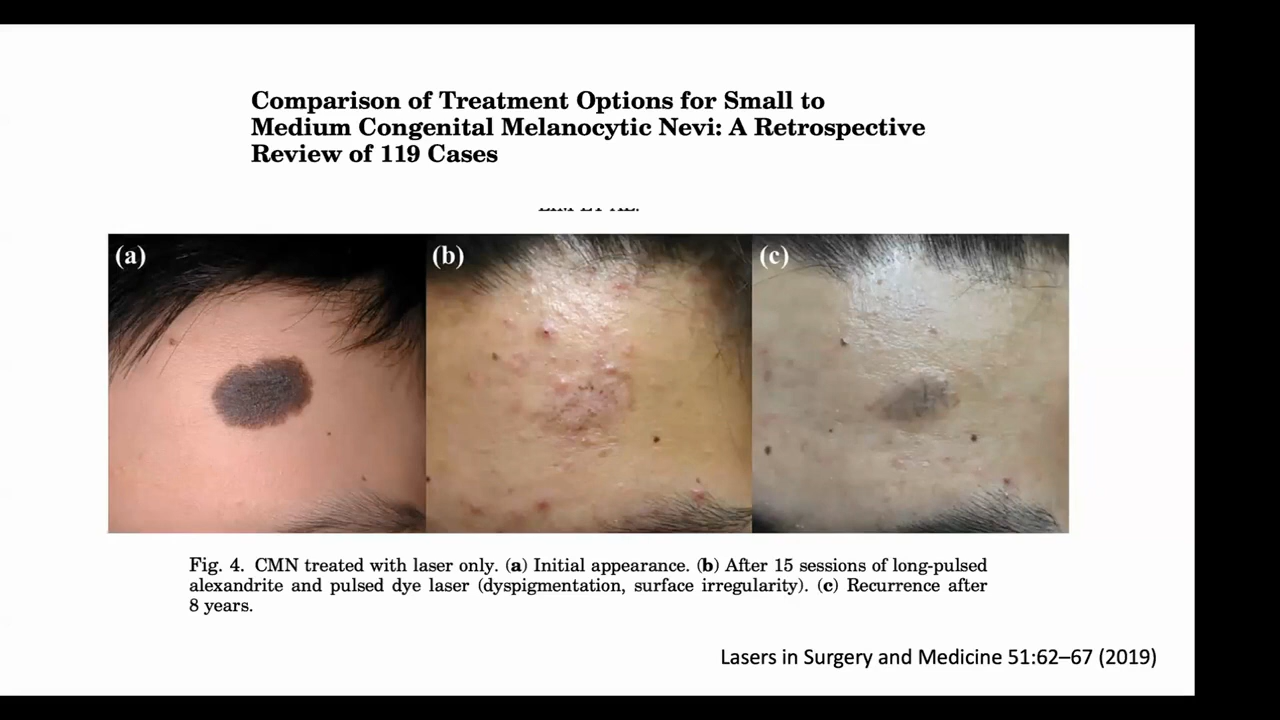 Comparison of Treatment Options for Small to
Medium Congenital Melanocytic Nevi: A Retrospective
Review of 119 Cases
(a)
(b)
(c)
Fig. 4. CMN treated with laser only. (a) Initial appearance. (b) After 15 sessions of long-pulsed
alexandrite and pulsed dye laser (dyspigmentation, surface irregularity). (c) Recurrence after
8 years.
Lasers in Surgery and Medicine 51:62–67 (2019)